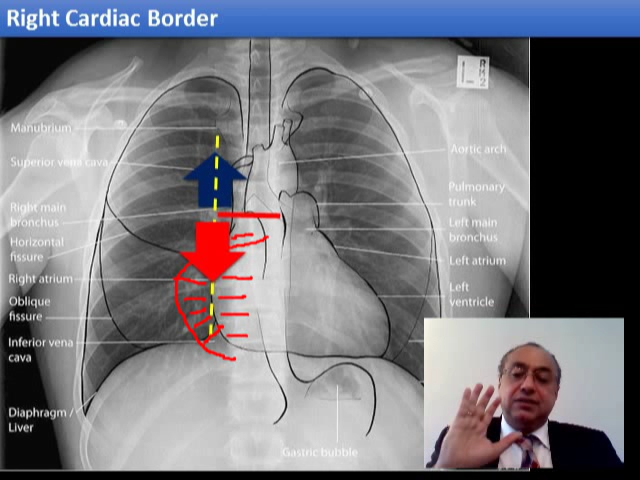 Right Cardiac Border
Manubrium
Superior vena cava
Right main
bronchus
Horizontal
fissure
Right atrium
Oblique
fissure
Inferior vena
cava
Diaphragm /
Liver
Aortic arch
Pulmonary
trunk
Left main
bronchus
Left atrium
Left
ventricle
Gastric bubble